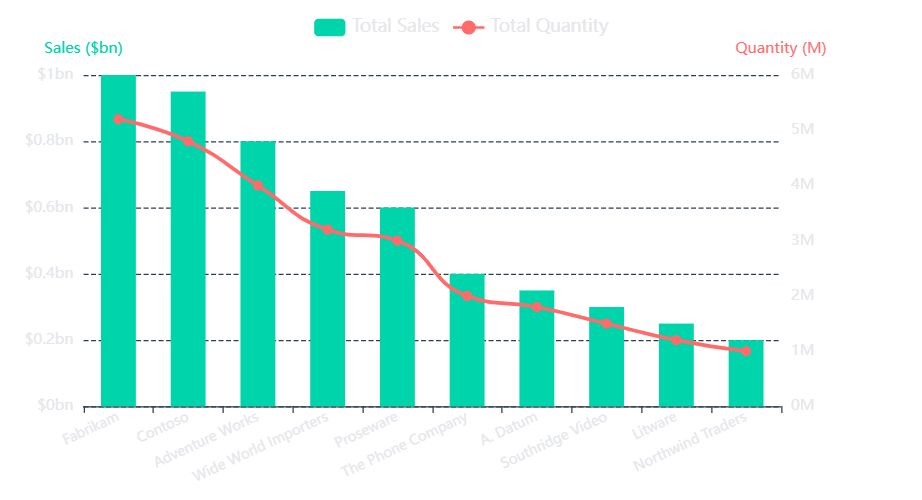 Total Sales Total Quantity
Sales ($bn) Quantity (M)
$1bn 6M
5M
$0.8bn
4M
$0.6bn
3M
$0.4bn
2M
$0.2bn
1M
$0bn 0M
Fabrikam
Contoso
Adventure Works
Wide World Importers
Proseware
The Phone Company
A. Datum
Southridge Video
Litware
Northwind Traders